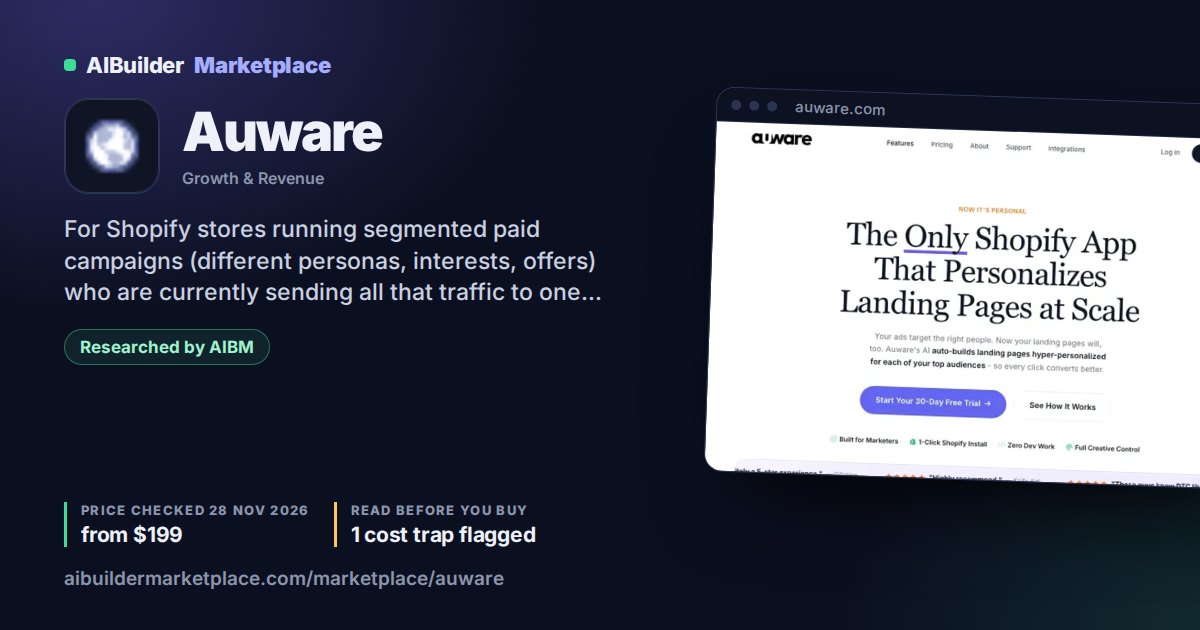 AIBuilder Marketplace
Auware
Growth & Revenue
For Shopify stores running segmented paid
campaigns (different personas, interests, offers)
who are currently sending all that traffic to one...
Researched by AIBM
PRICE CHECKED 28 NOV 2026
from $199
READ BEFORE YOU BUY
1 cost trap flagged
aibuildermarketplace.com/marketplace/auware
auware.com
auware
Features Pricing About Support Integrations Log in
NOW IT'S PERSONAL
The Only Shopify App
That Personalizes
Landing Pages at Scale
Your ads target the right people. Now your landing pages will,
too. Auware's AI auto-builds landing pages hyper-personalized
for each of your top audiences - so every click converts better.
Start Your 30-Day Free Trial →
See How It Works
Built for Marketers 1-Click Shopify Install Zero Dev Work Full Creative Control